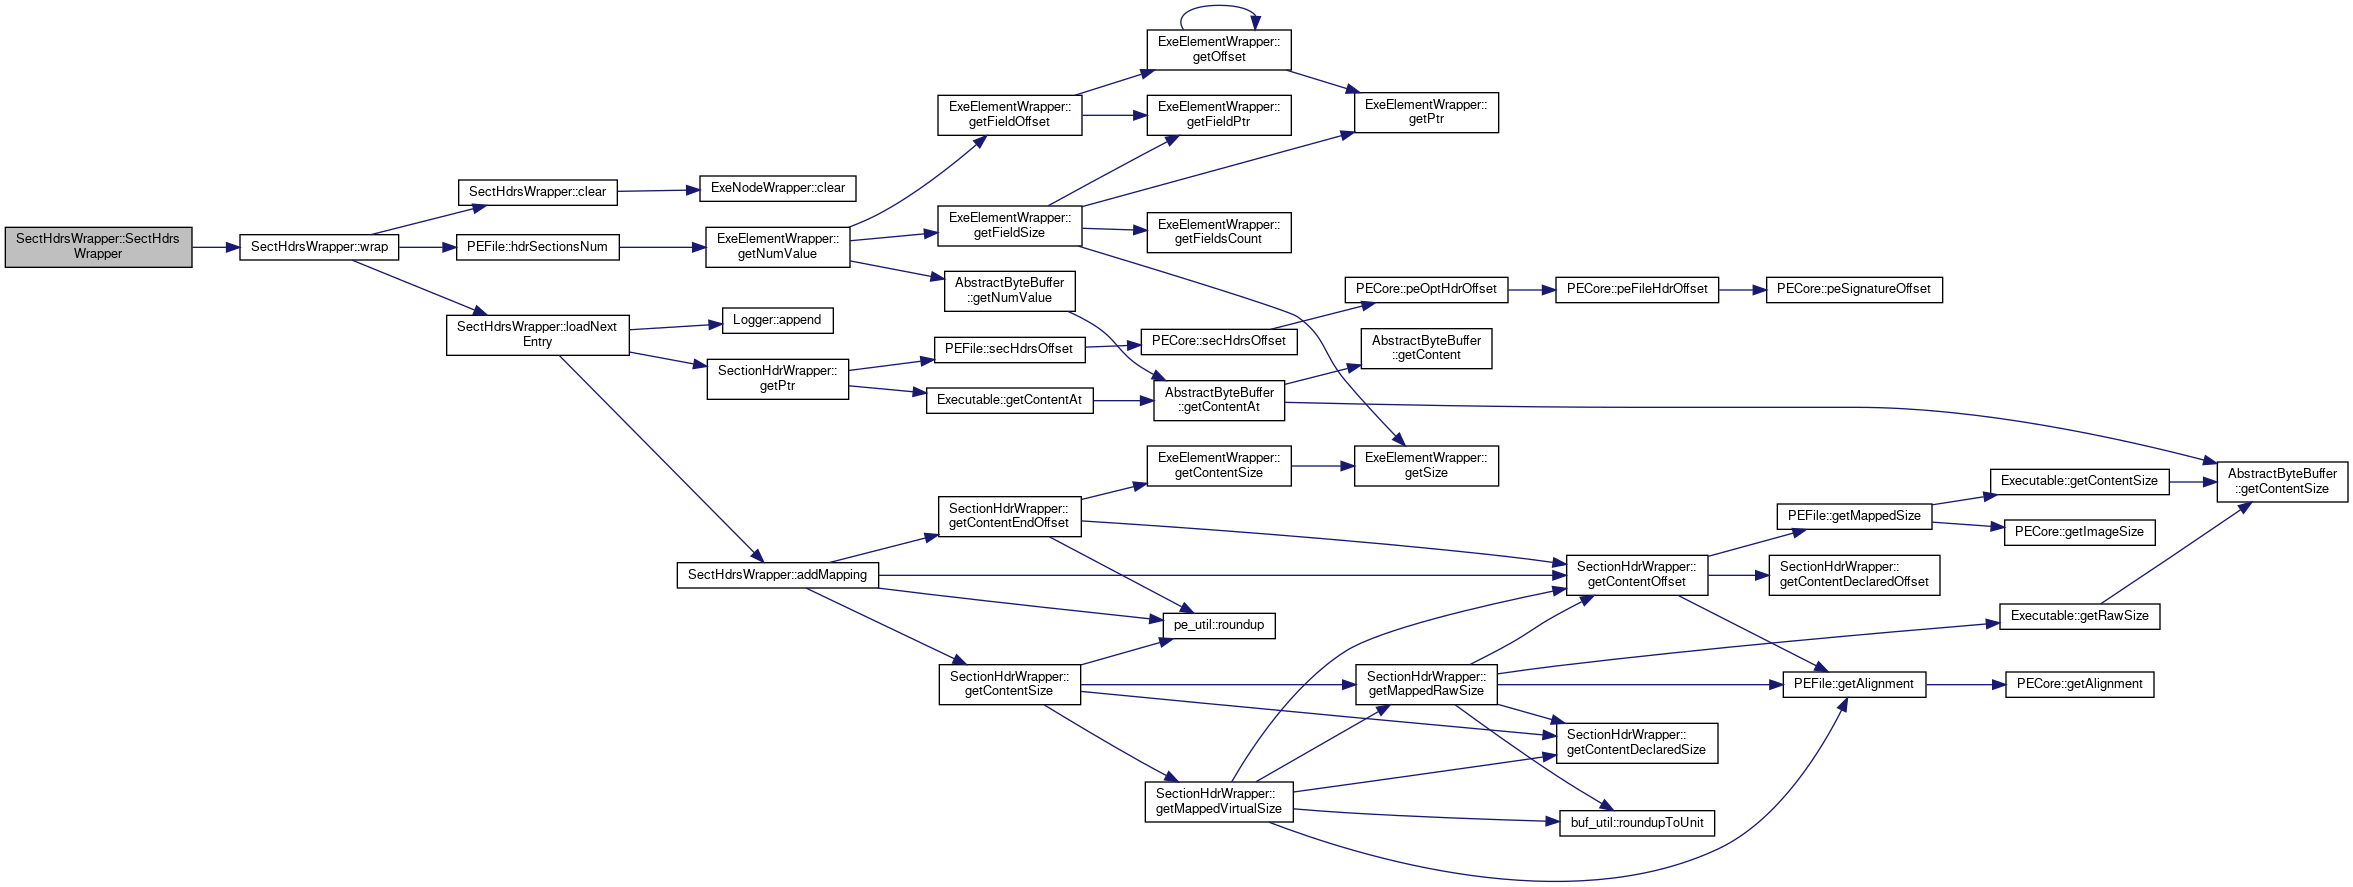 SectHdrsWrapper::SectHdrs
Wrapper
SectHdrsWrapper::wrap
SectHdrsWrapper::clear
ExeNodeWrapper::clear
PEFile::hdrSectionsNum
ExeElementWrapper::
getNumValue
ExeElementWrapper::
getFieldOffset
ExeElementWrapper::
getOffset
ExeElementWrapper::
getFieldPtr
ExeElementWrapper::
getPtr
ExeElementWrapper::
getFieldSize
ExeElementWrapper::
getFieldsCount
AbstractByteBuffer
::getNumValue
SectHdrsWrapper::loadNext
Entry
Logger::append
SectionHdrWrapper::
getPtr
PEFile::secHdrsOffset
PECore::secHdrsOffset
PECore::peOptHdrOffset
PECore::peFileHdrOffset
PECore::peSignatureOffset
Executable::getContentAt
AbstractByteBuffer
::getContentAt
AbstractByteBuffer
::getContent
ExeElementWrapper::
getContentSize
ExeElementWrapper::
getSize
AbstractByteBuffer
::getContentSize
SectionHdrWrapper::
getContentEndOffset
SectHdrsWrapper::addMapping
pe_util::roundup
SectionHdrWrapper::
getContentOffset
PEFile::getMappedSize
Executable::getContentSize
PECore::getImageSize
SectionHdrWrapper::
getContentDeclaredOffset
Executable::getRawSize
SectionHdrWrapper::
getContentSize
SectionHdrWrapper::
getMappedRawSize
PEFile::getAlignment
PECore::getAlignment
SectionHdrWrapper::
getContentDeclaredSize
SectionHdrWrapper::
getMappedVirtualSize
buf_util::roundupToUnit